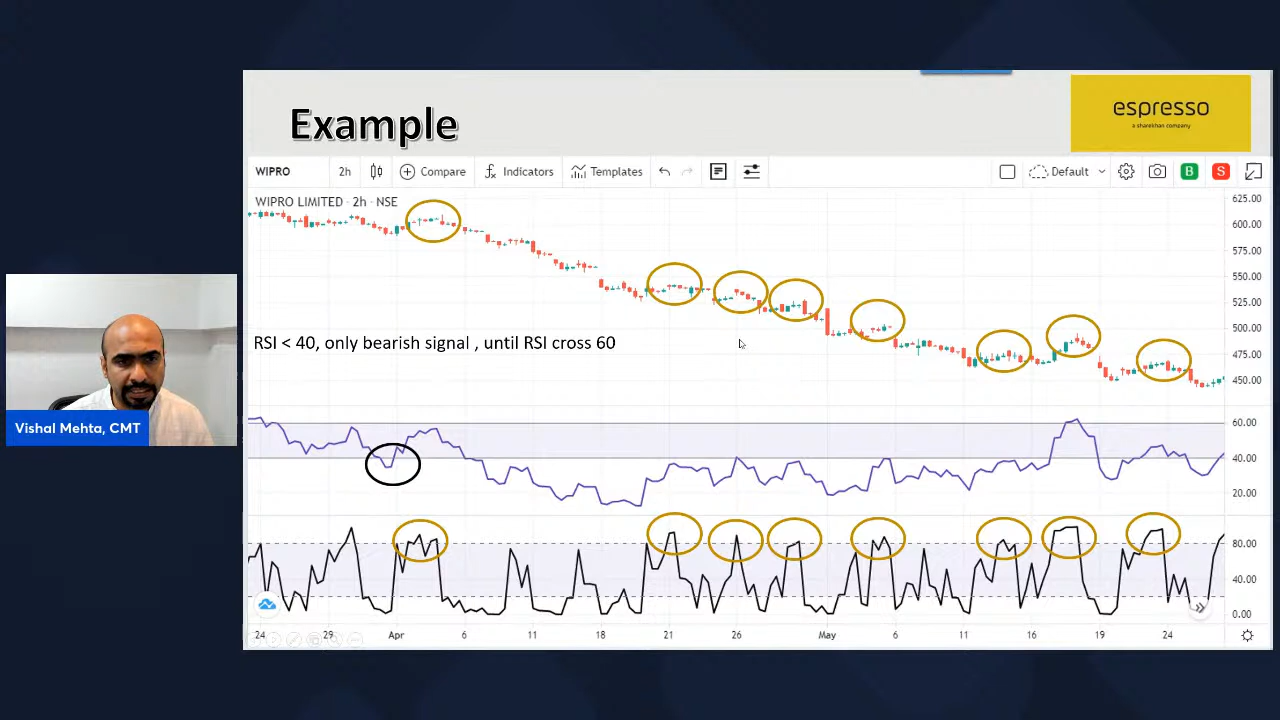 Example
espresso
a sharekhan company
WIPRO 2h Compare Indicators Templates Default B S
WIPRO LIMITED · 2h · NSE
625.00
600.00
575.00
550.00
525.00
500.00
475.00
450.00
RSI < 40, only bearish signal , until RSI cross 60
Vishal Mehta, CMT
60.00
40.00
20.00
80.00
40.00
0.00
24 29 Apr 6 11 18 21 26 May 6 11 16 19 24